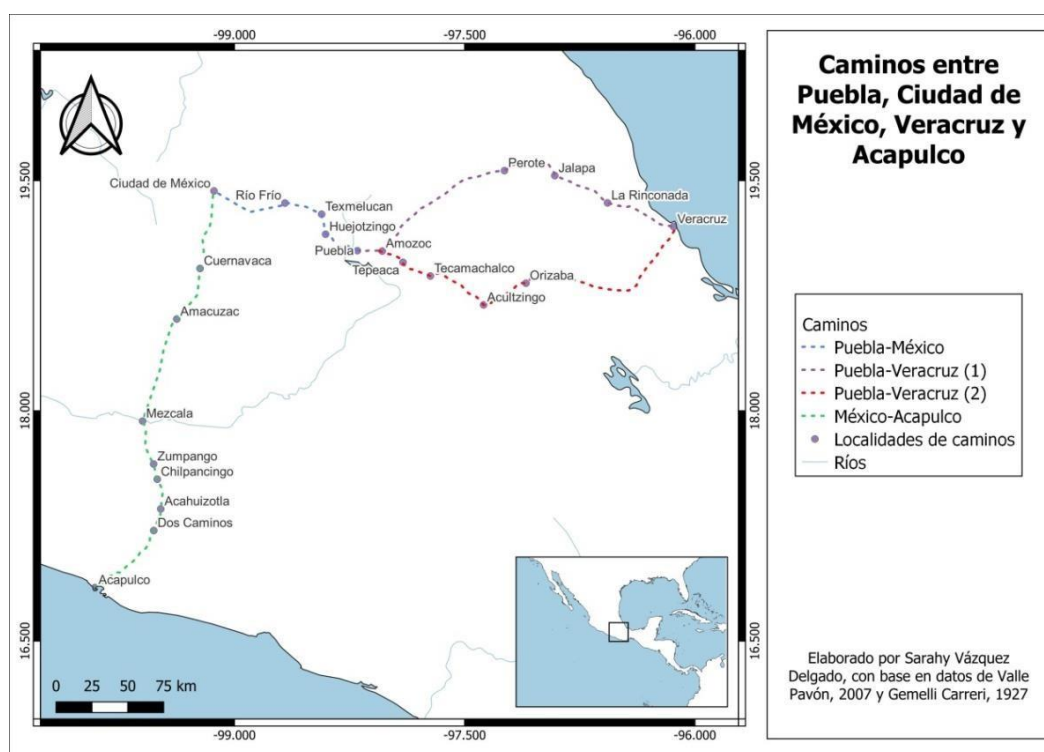 Caminos entre
Puebla, Ciudad de
México, Veracruz y
Acapulco
-99.000
-97.500
-96.000
19.500
18.000
16.500
19.500
18.000
16.500
-99.000
-97.500
-96.000
Ciudad de México
Río Frío
Texmelucan
Huejotzingo
Puebla
Amozoc
Tepeaca
Tecamachalco
Acultzingo
Orizaba
Perote
Jalapa
La Rinconada
Veracruz
Cuernavaca
Amacuzac
Mezcala
Zumpango
Chilpancingo
Acahuizotla
Dos Caminos
Acapulco
0 25 50 75 km
Caminos
Puebla-México
Puebla-Veracruz (1)
Puebla-Veracruz (2)
México-Acapulco
Localidades de caminos
Ríos
Elaborado por Sarahy Vázquez
Delgado, con base en datos de Valle
Pavón, 2007 y Gemelli Carreri, 1927